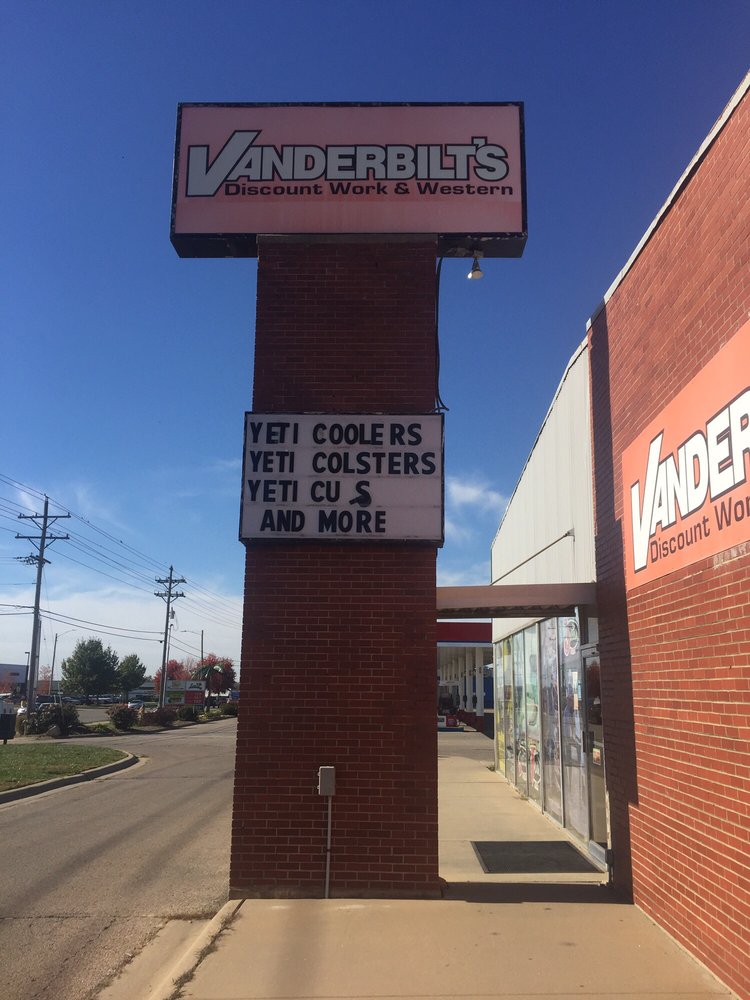 VANDERBILT'S
Discount Work & Western
YETI COOLERS
YETI COLSTERS
YETI CU S
AND MORE
VANDER
Discount Wor